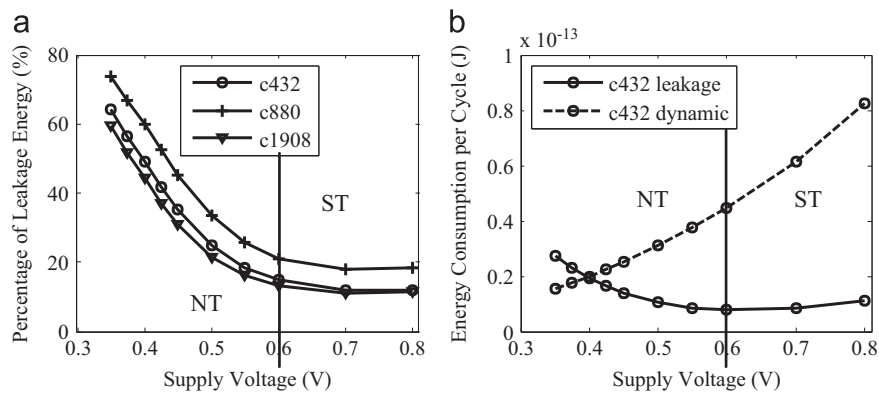 a
Percentage of Leakage Energy (%)
80
60
40
20
0
c432
c880
c1908
ST
NT
0.3
0.4
0.5
0.6
0.7
0.8
Supply Voltage (V)
b
x 10-13
Energy Consumption per Cycle (J)
1
0.8
0.6
0.4
0.2
0
c432 leakage
c432 dynamic
NT
ST
0.3
0.4
0.5
0.6
0.7
0.8
Supply Voltage (V)